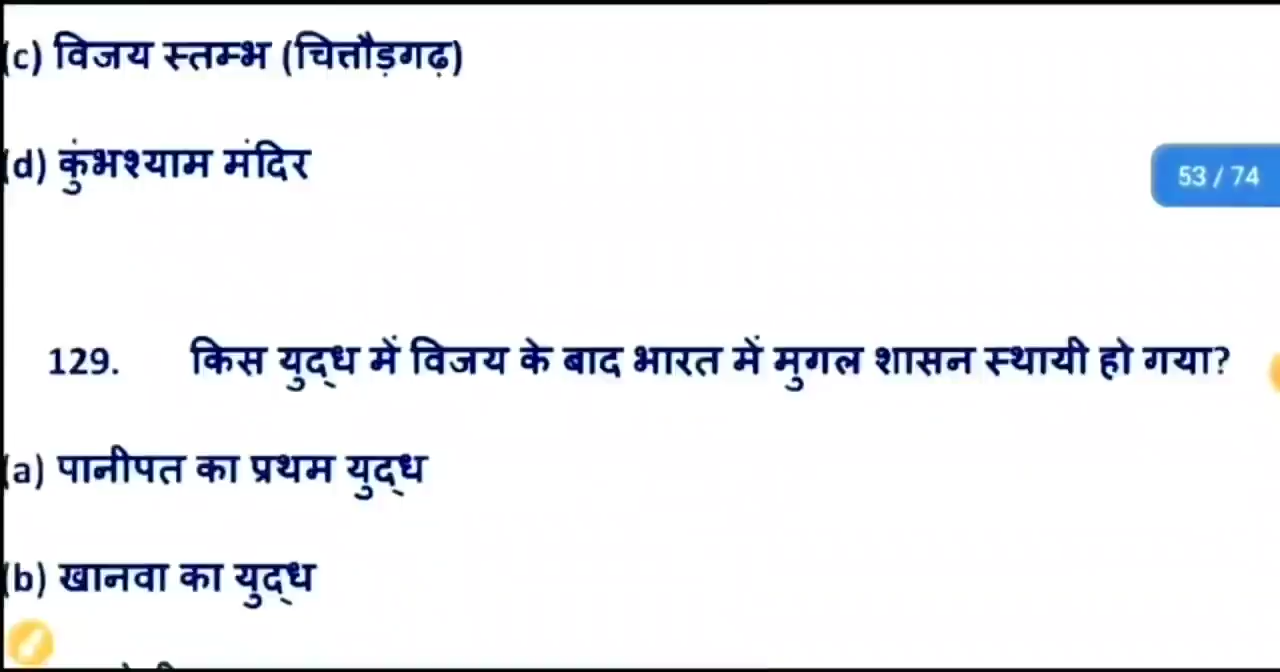 (c) विजय स्तम्भ (चित्तौड़गढ़)
(d) कुंभश्याम मंदिर
53 / 74
129. किस युद्ध में विजय के बाद भारत में मुगल शासन स्थायी हो गया?
(a) पानीपत का प्रथम युद्ध
(b) खानवा का युद्ध